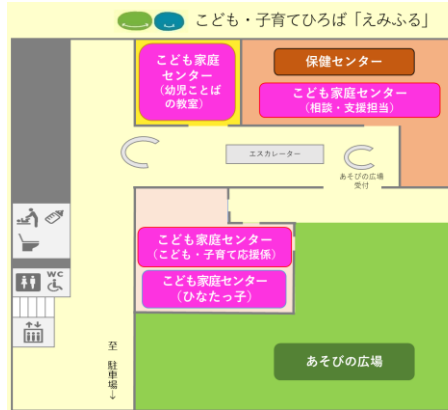 こども・子育てひろば「えみふる」
こども家庭
センター
（幼児ことば
の教室）
保健センター
こども家庭センター
（相談・支援担当）
エスカレーター
あそびの広場
受付
こども家庭センター
（こども・子育て応援係）
こども家庭センター
（ひなたっ子）
WC
至
駐車場→
あそびの広場